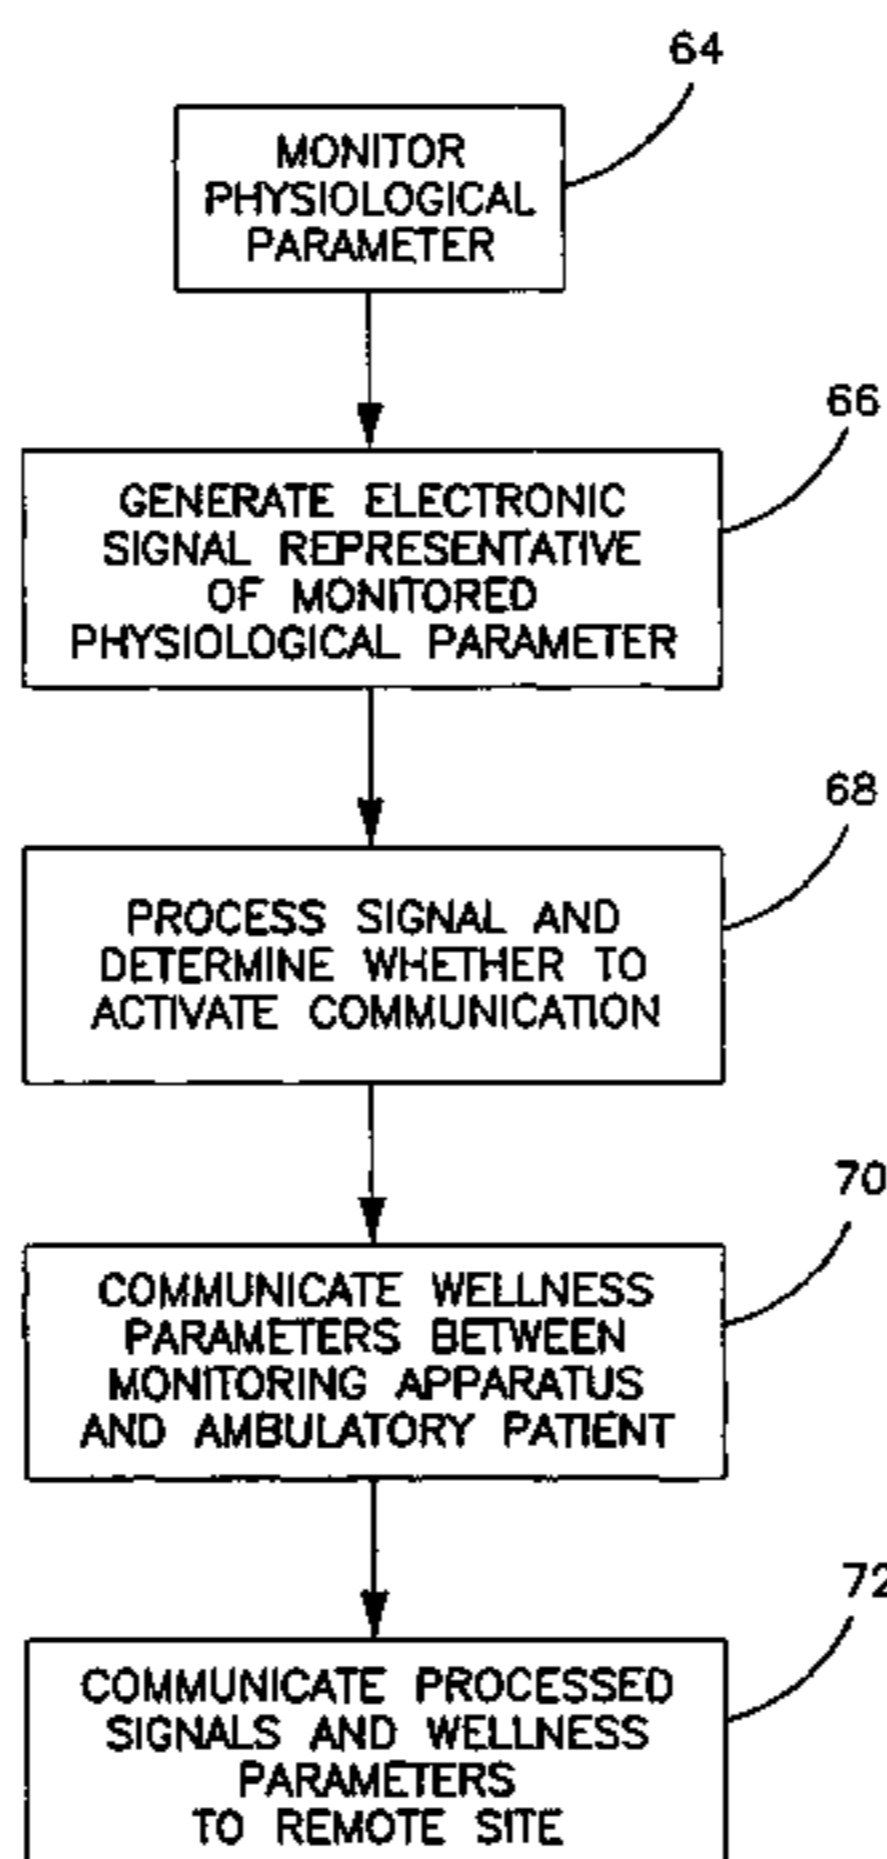 64
MONITOR
PHYSIOLOGICAL
PARAMETER
66
GENERATE ELECTRONIC
SIGNAL REPRESENTATIVE
OF MONITORED
PHYSIOLOGICAL PARAMETER
68
PROCESS SIGNAL AND
DETERMINE WHETHER TO
ACTIVATE COMMUNICATION
70
COMMUNICATE WELLNESS
PARAMETERS BETWEEN
MONITORING APPARATUS
AND AMBULATORY PATIENT
72
COMMUNICATE PROCESSED
SIGNALS AND WELLNESS
PARAMETERS
TO REMOTE SITE